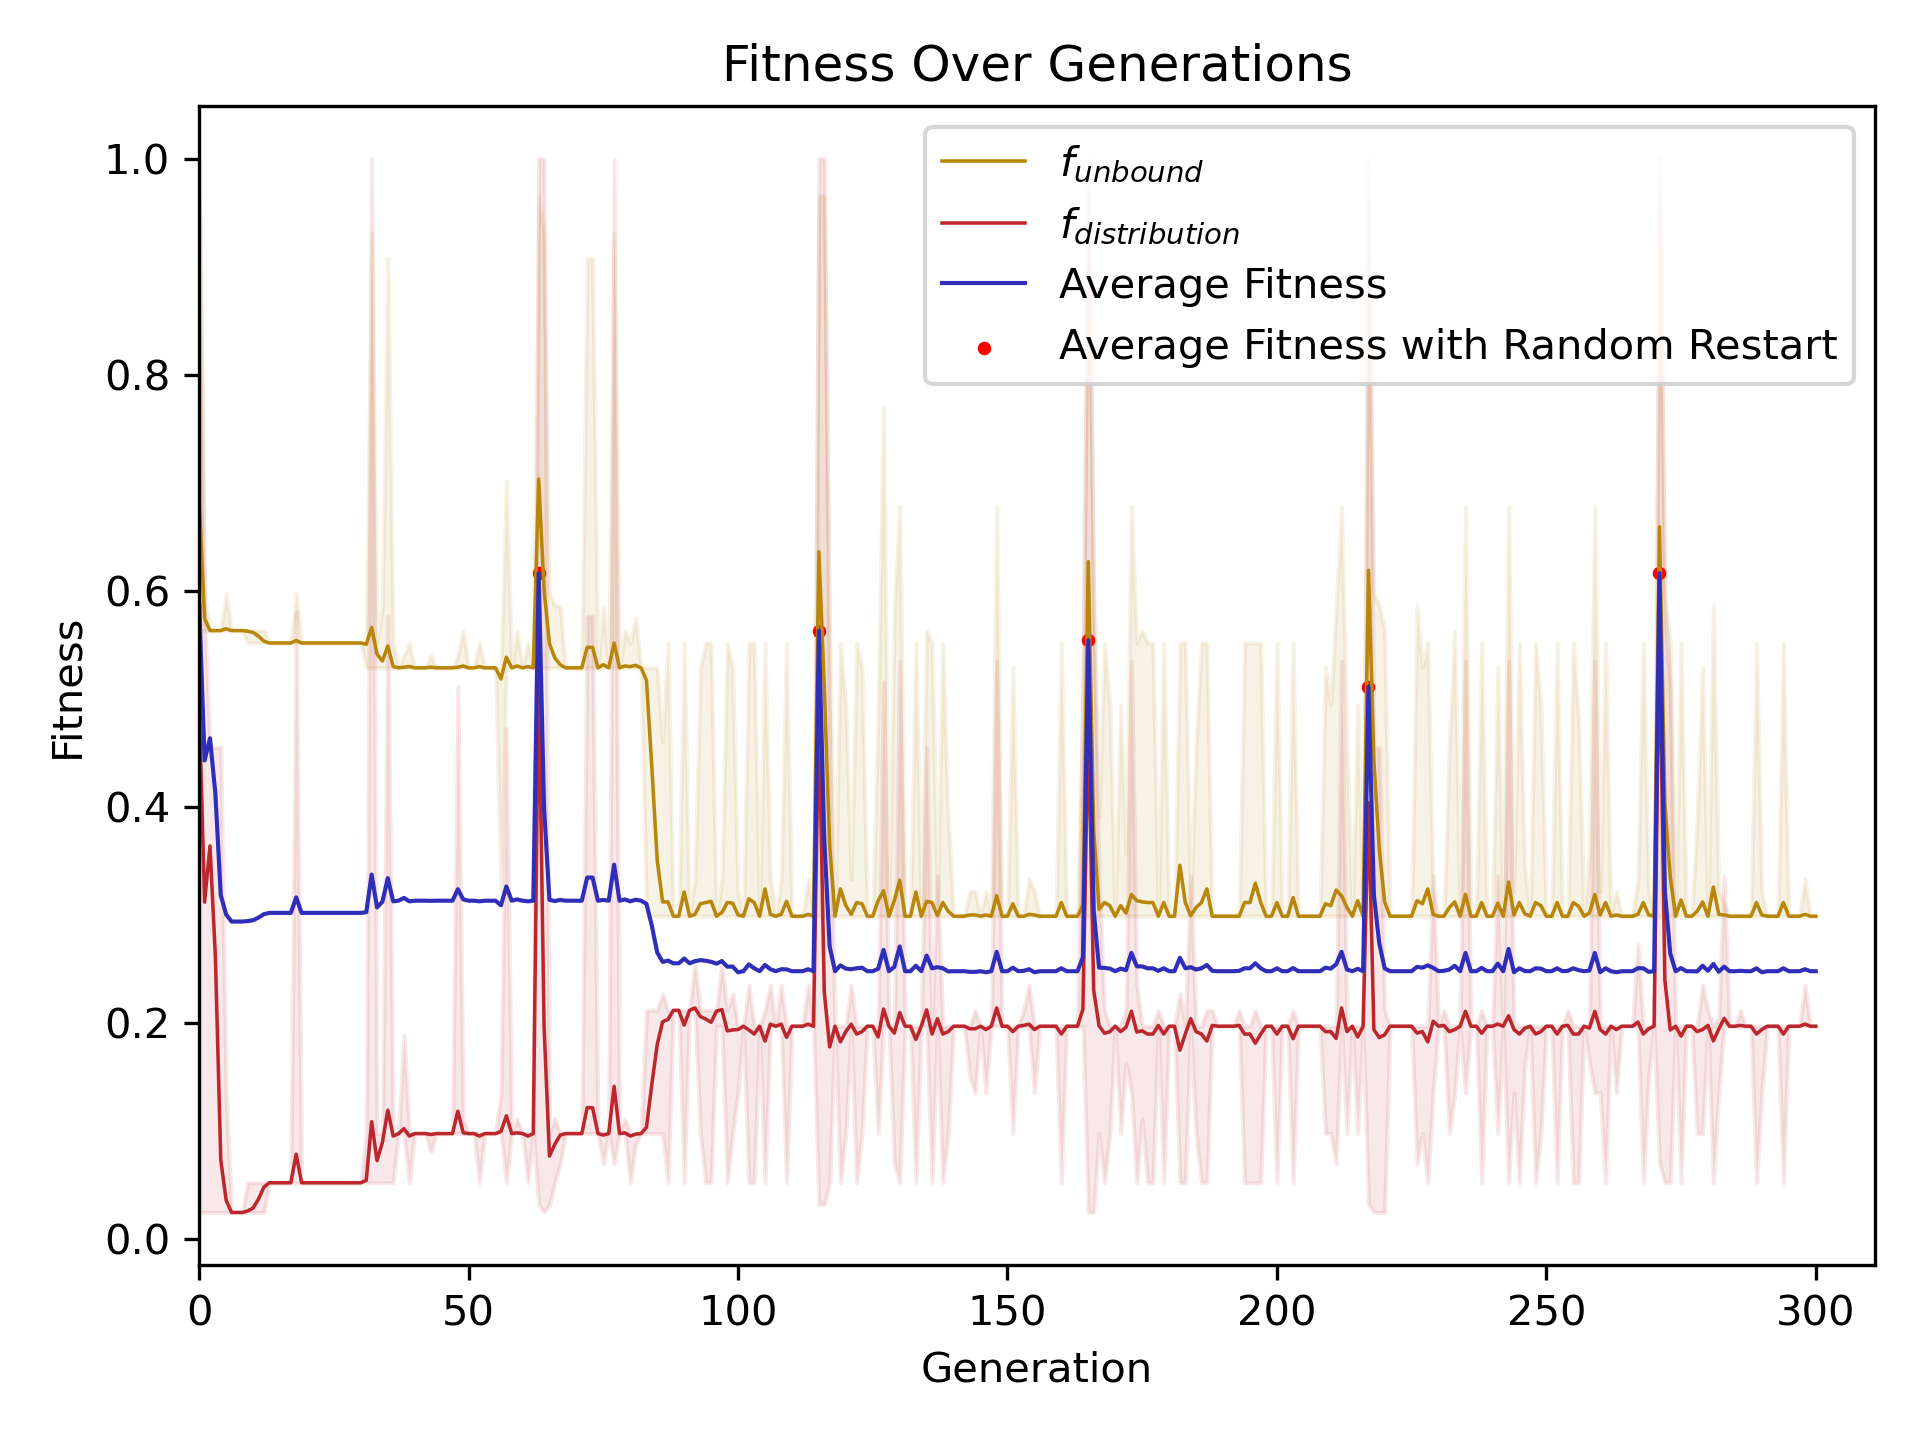 Fitness Over Generations
f_unbound
f_distribution
Average Fitness
Average Fitness with Random Restart
1.0
0.8
0.6
0.4
0.2
0.0
Fitness
0 50 100 150 200 250 300
Generation